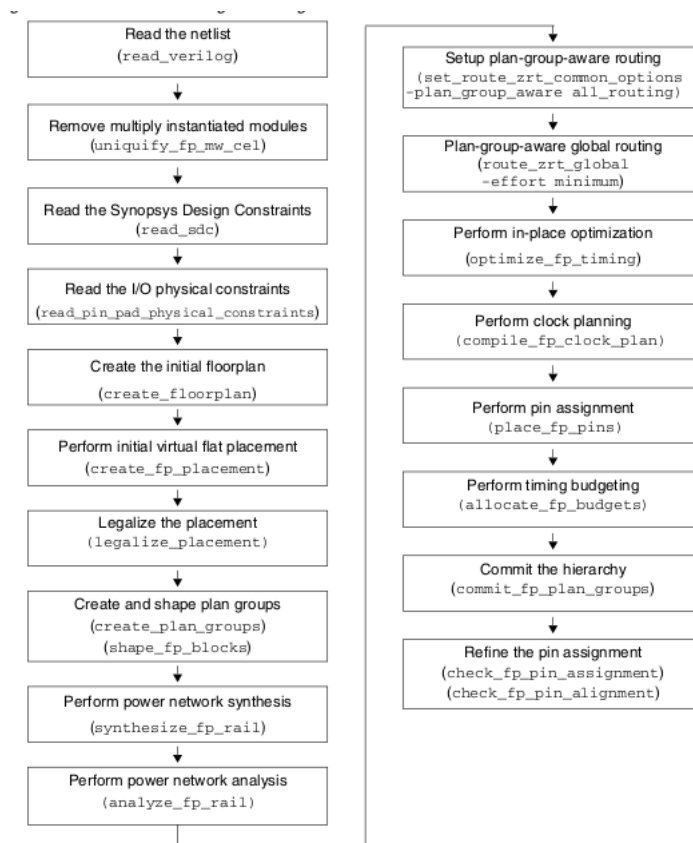 Read the netlist
(read_verilog)
Remove multiply instantiated modules
(uniquify_fp_mw_cel)
Read the Synopsys Design Constraints
(read_sdc)
Read the I/O physical constraints
(read_pin_pad_physical_constraints)
Create the initial floorplan
(create_floorplan)
Perform initial virtual flat placement
(create_fp_placement)
Legalize the placement
(legalize_placement)
Create and shape plan groups
(create_plan_groups)
(shape_fp_blocks)
Perform power network synthesis
(synthesize_fp_rail)
Perform power network analysis
(analyze_fp_rail)
Setup plan-group-aware routing
(set_route_zrt_common_options
-plan_group_aware all_routing)
Plan-group-aware global routing
(route_zrt_global
-effort minimum)
Perform in-place optimization
(optimize_fp_timing)
Perform clock planning
(compile_fp_clock_plan)
Perform pin assignment
(place_fp_pins)
Perform timing budgeting
(allocate_fp_budgets)
Commit the hierarchy
(commit_fp_plan_groups)
Refine the pin assignment
(check_fp_pin_assignment)
(check_fp_pin_alignment)